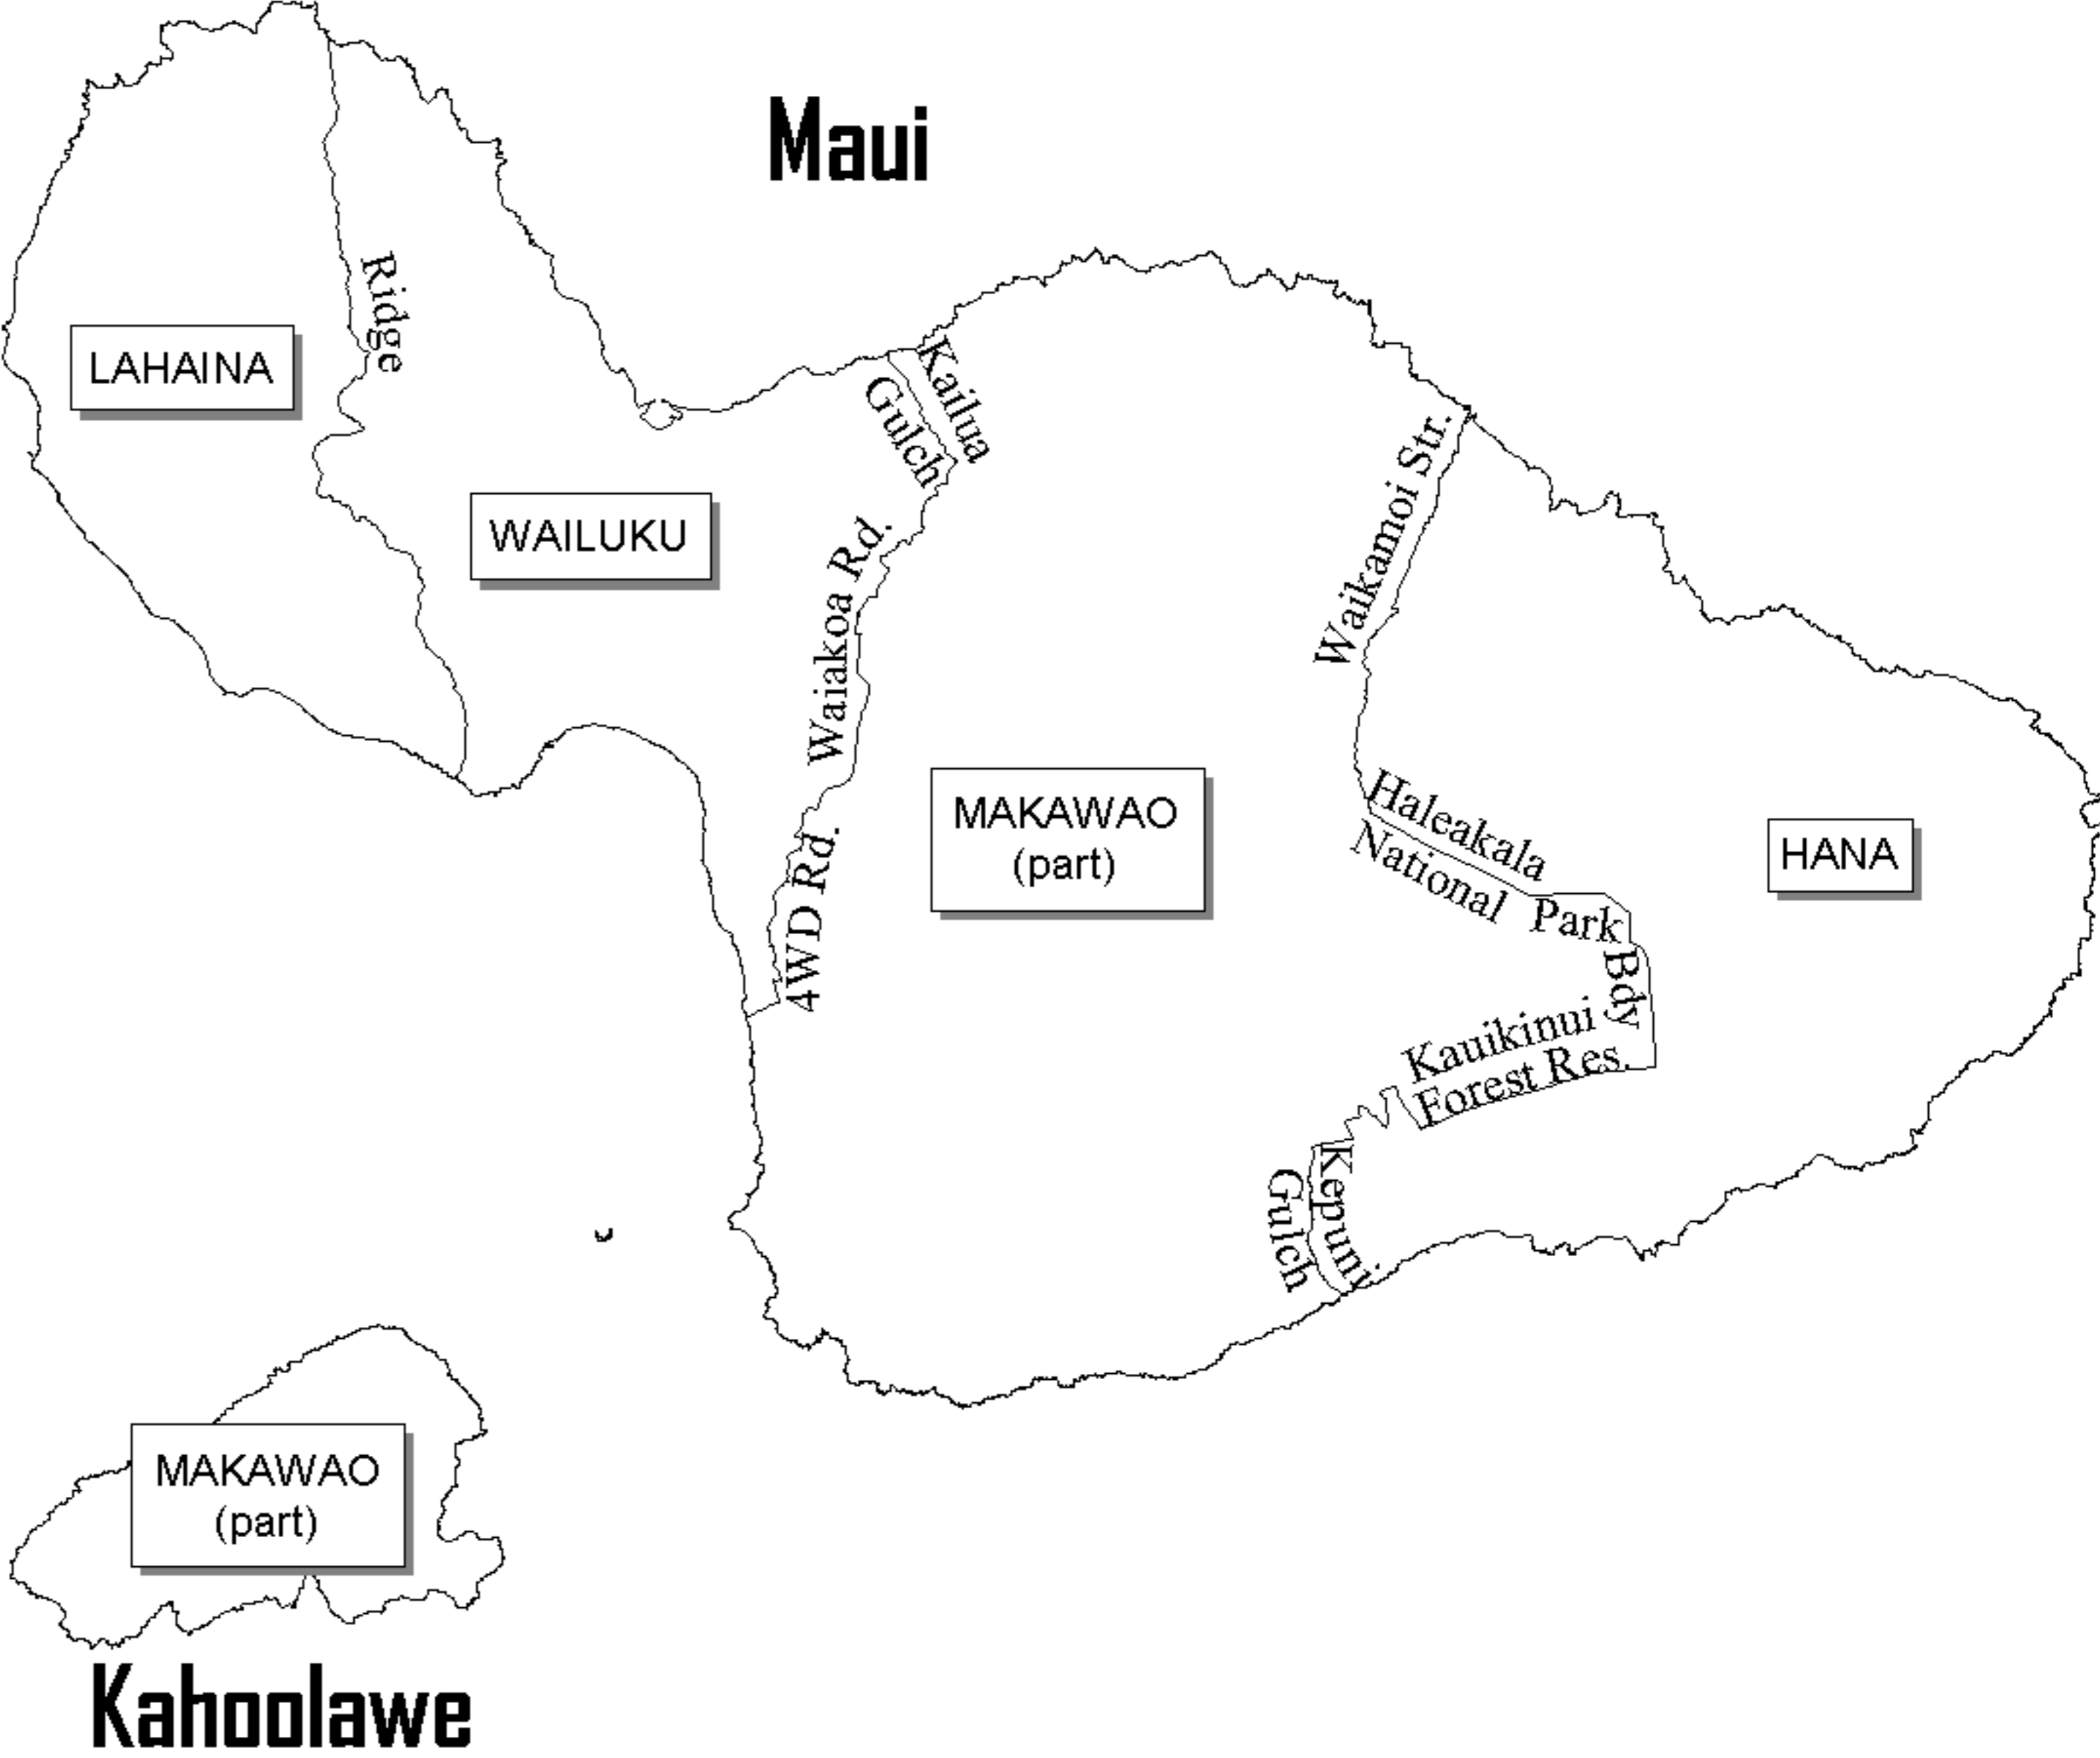 Maui
Ridge
LAHAINA
WAILUKU
Kailua
Gulch
Waiakoa Rd.
4WD Rd.
MAKAWAO
(part)
Waikamoi Str.
Haleakala
National Park Bdy
HANA
Kauikinui
Forest Res.
Kepuni
Gulch
MAKAWAO
(part)
Kahoolawe